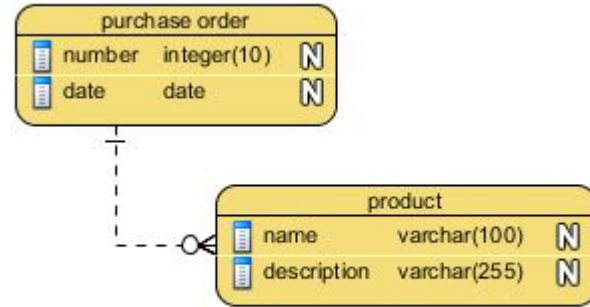 purchase order
number integer(10) N
date date N
product
name varchar(100) N
description varchar(255) N